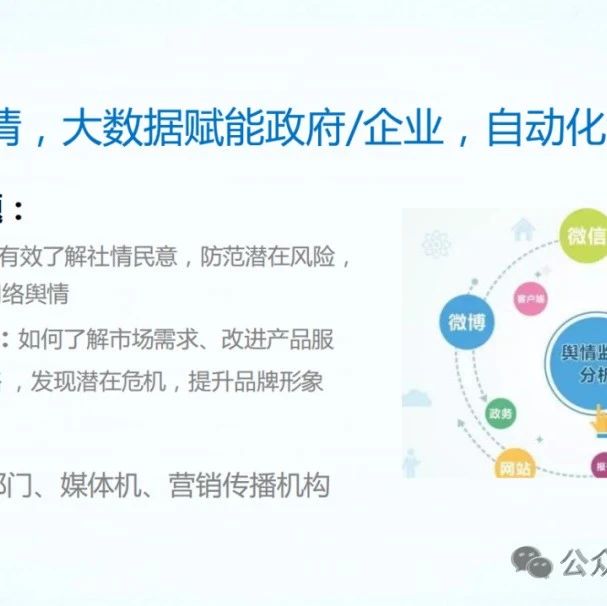 情，大数据赋能政府/企业，自动化
题：
有效了解社情民意，防范潜在风险，
网络舆情
：如何了解市场需求、改进产品服
，发现潜在危机，提升品牌形象
部门、媒体机、营销传播机构
微信
客户端
微博
舆情监
分析
政务
网站
报
公众